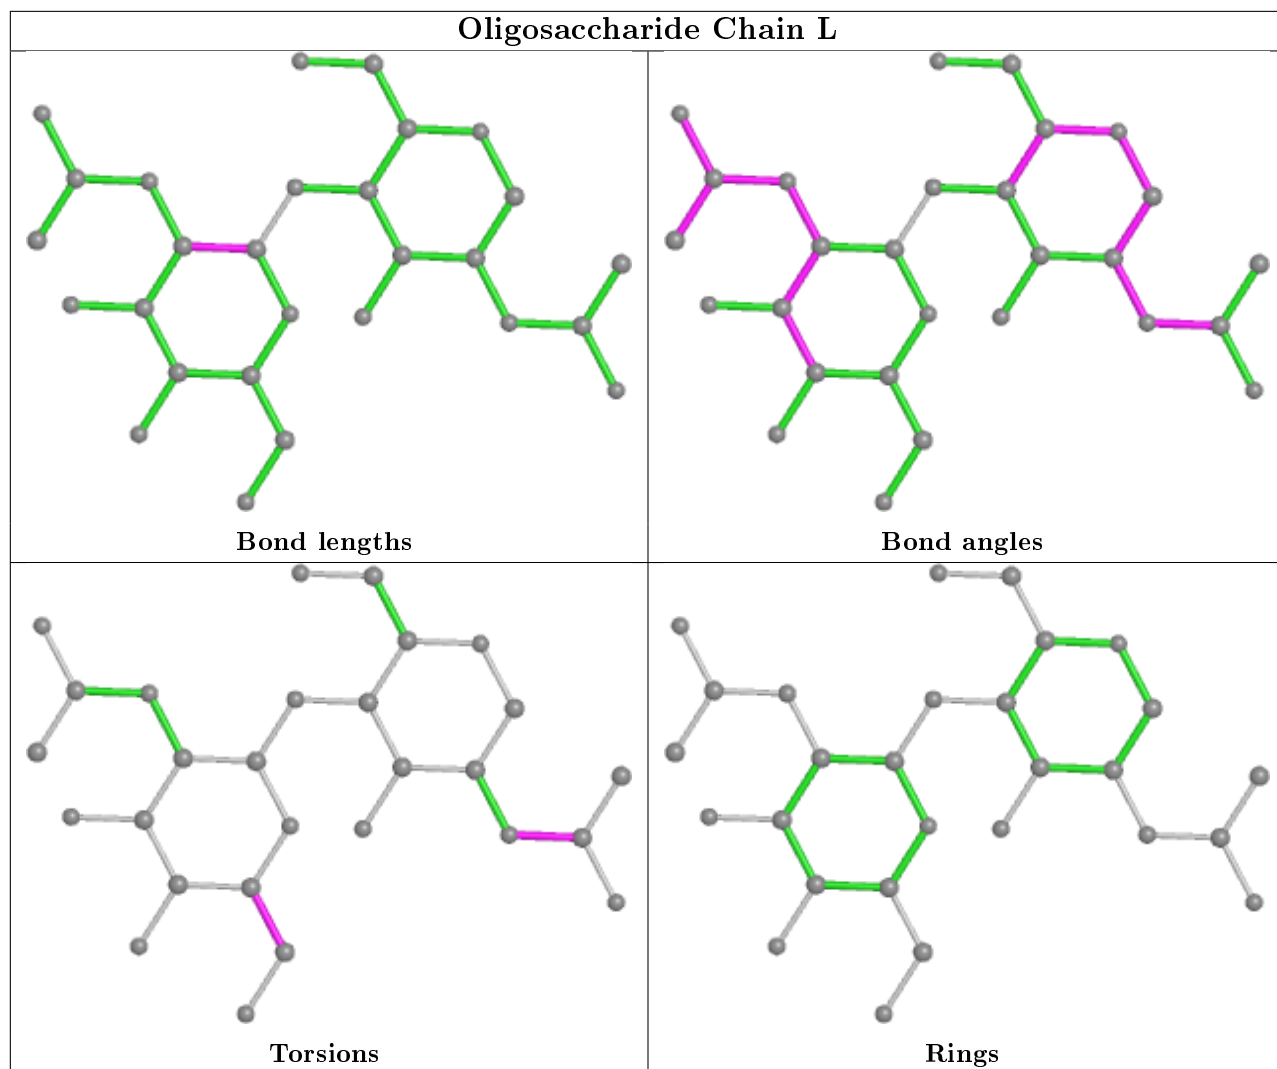 Oligosaccharide Chain L
Bond lengths
Bond angles
Torsions
Rings